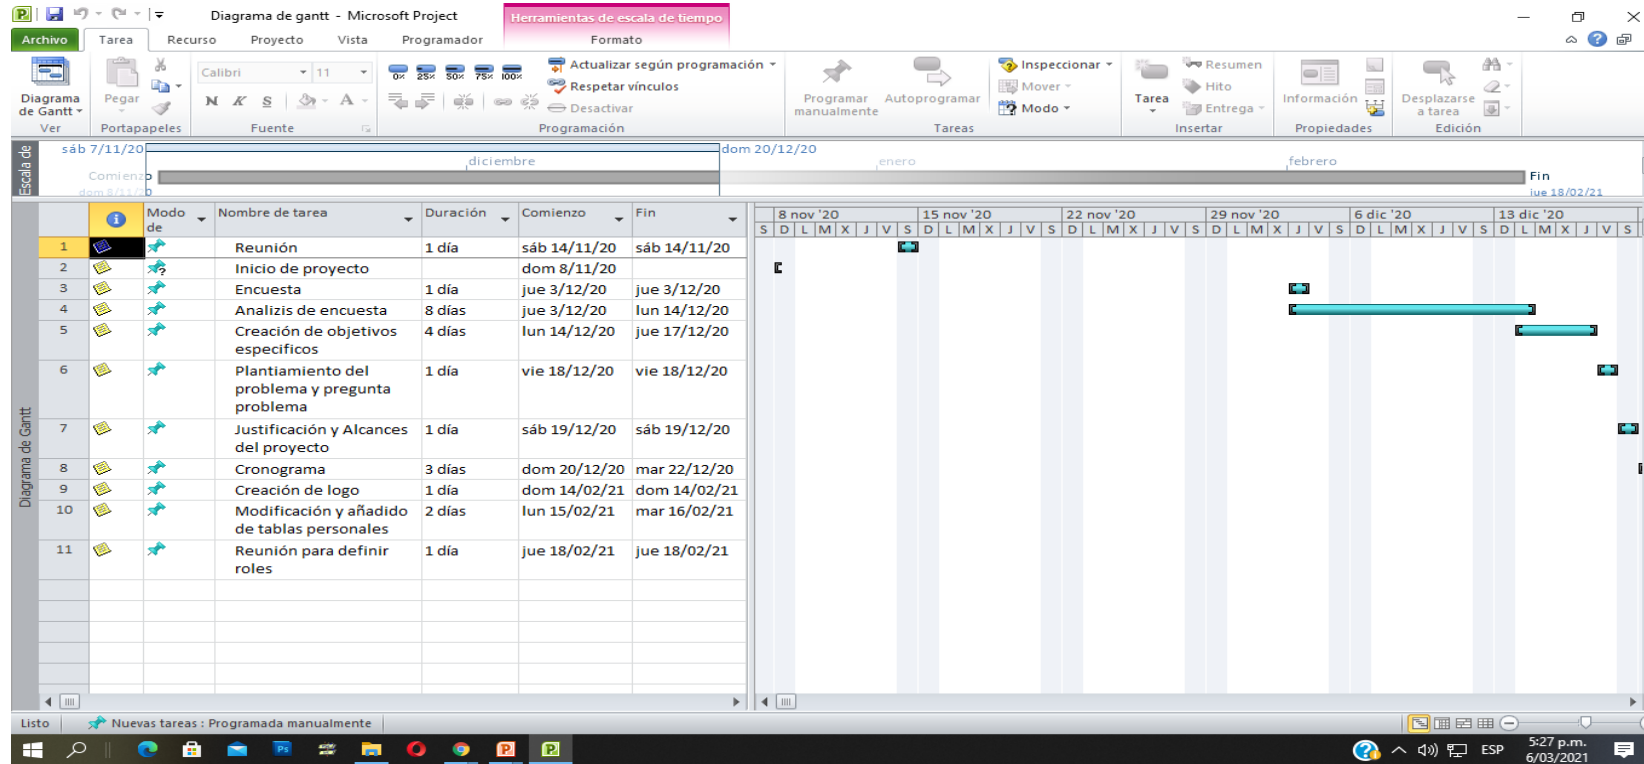 Diagrama de gantt - Microsoft Project
Herramientas de escala de tiempo
Archivo Tarea Recurso Proyecto Vista Programador Formato
Diagrama de Gantt
Ver
Pegar
Portapapeles
Calibri 11
N K S A
Fuente
0% 25% 50% 75% 100%
Actualizar según programación
Respetar vínculos
Desactivar
Programación
Programar manualmente
Autoprogramar
Inspeccionar
Mover
Modo
Tareas
Tarea
Resumen
Hito
Entrega
Insertar
Información
Propiedades
Desplazarse a tarea
Edición
Escala de
sáb 7/11/20 dom 20/12/20
diciembre enero febrero
Comienzo
dom 8/11/20
Fin
jue 18/02/21
Modo de Nombre de tarea Duración Comienzo Fin
8 nov '20 15 nov '20 22 nov '20 29 nov '20 6 dic '20 13 dic '20
S D L M X J V S D L M X J V S D L M X J V S D L M X J V S D L M X J V S D L M X J V S
1 Reunión 1 día sáb 14/11/20 sáb 14/11/20
2 Inicio de proyecto dom 8/11/20
3 Encuesta 1 día jue 3/12/20 jue 3/12/20
4 Analizis de encuesta 8 días jue 3/12/20 lun 14/12/20
5 Creación de objetivos 4 días lun 14/12/20 jue 17/12/20
especificos
6 Plantiamiento del 1 día vie 18/12/20 vie 18/12/20
problema y pregunta
problema
7 Justificación y Alcances 1 día sáb 19/12/20 sáb 19/12/20
del proyecto
8 Cronograma 3 días dom 20/12/20 mar 22/12/20
9 Creación de logo 1 día dom 14/02/21 dom 14/02/21
10 Modificación y añadido 2 días lun 15/02/21 mar 16/02/21
de tablas personales
11 Reunión para definir 1 día jue 18/02/21 jue 18/02/21
roles
Diagrama de Gantt
Listo Nuevas tareas : Programada manualmente
ESP
5:27 p.m.
6/03/2021